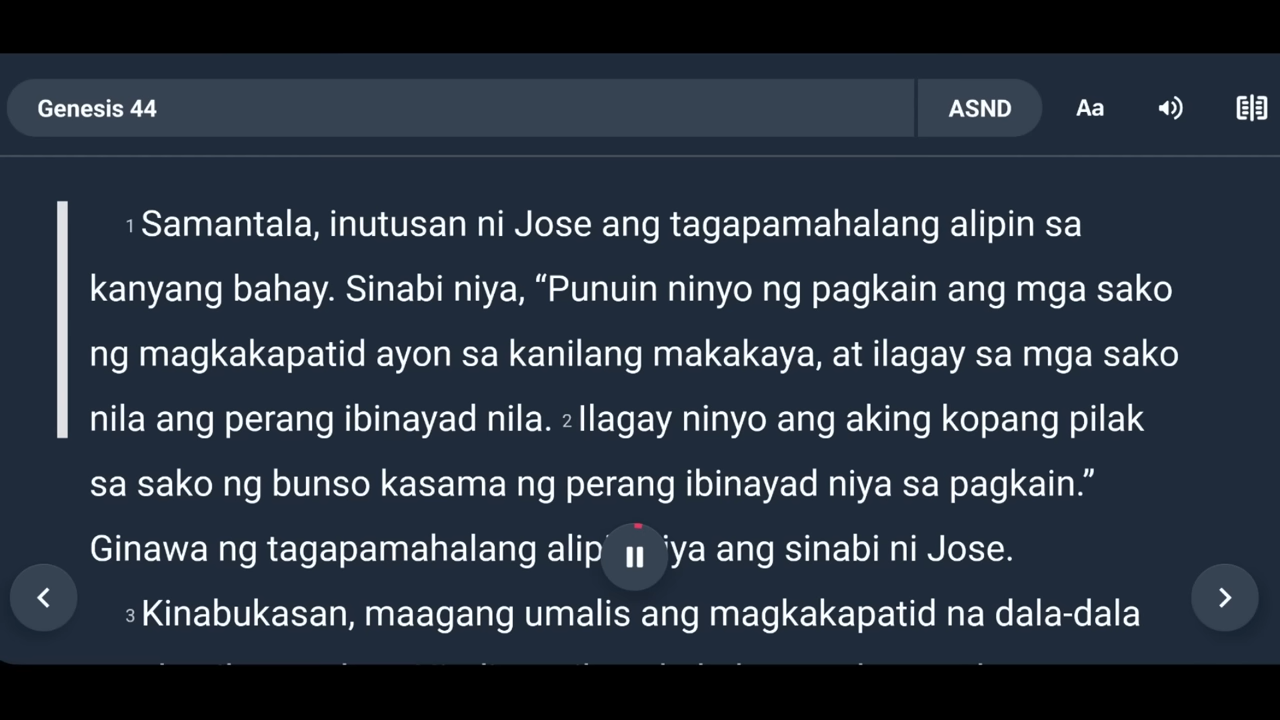 Genesis 44
ASND
Aa
1 Samantala, inutusan ni Jose ang tagapamahalang alipin sa
kanyang bahay. Sinabi niya, “Punuin ninyo ng pagkain ang mga sako
ng magkakapatid ayon sa kanilang makakaya, at ilagay sa mga sako
nila ang perang ibinayad nila. 2 Ilagay ninyo ang aking kopang pilak
sa sako ng bunso kasama ng perang ibinayad niya sa pagkain.”
Ginawa ng tagapamahalang ang sinabi ni Jose.
3 Kinabukasan, maagang umalis ang magkakapatid na dala-dala